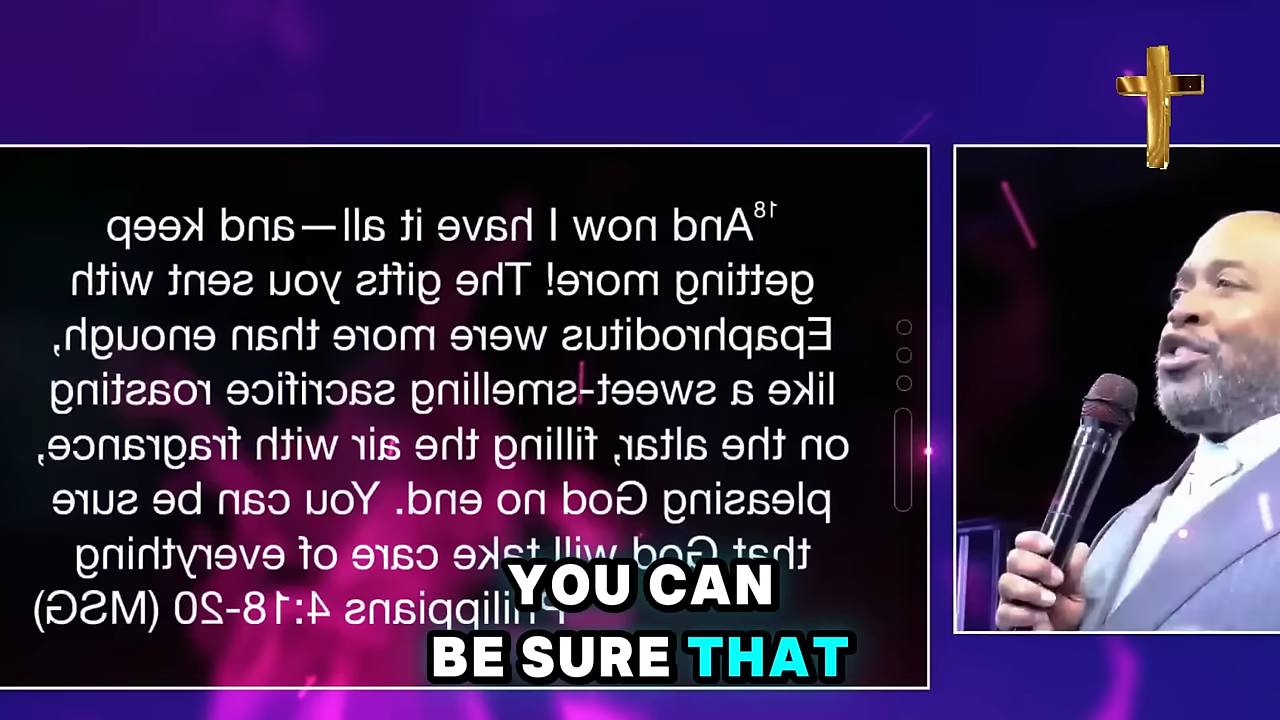 18 And now I have it all—and keep
getting more! The gifts you sent with
Epaphroditus were more than enough,
like a sweet-smelling sacrifice roasting
on the altar, filling the air with fragrance,
pleasing God no end. You can be sure
that God will take care of everything
Philippians 4:18-20 (MSG)
YOU CAN
BE SURE THAT